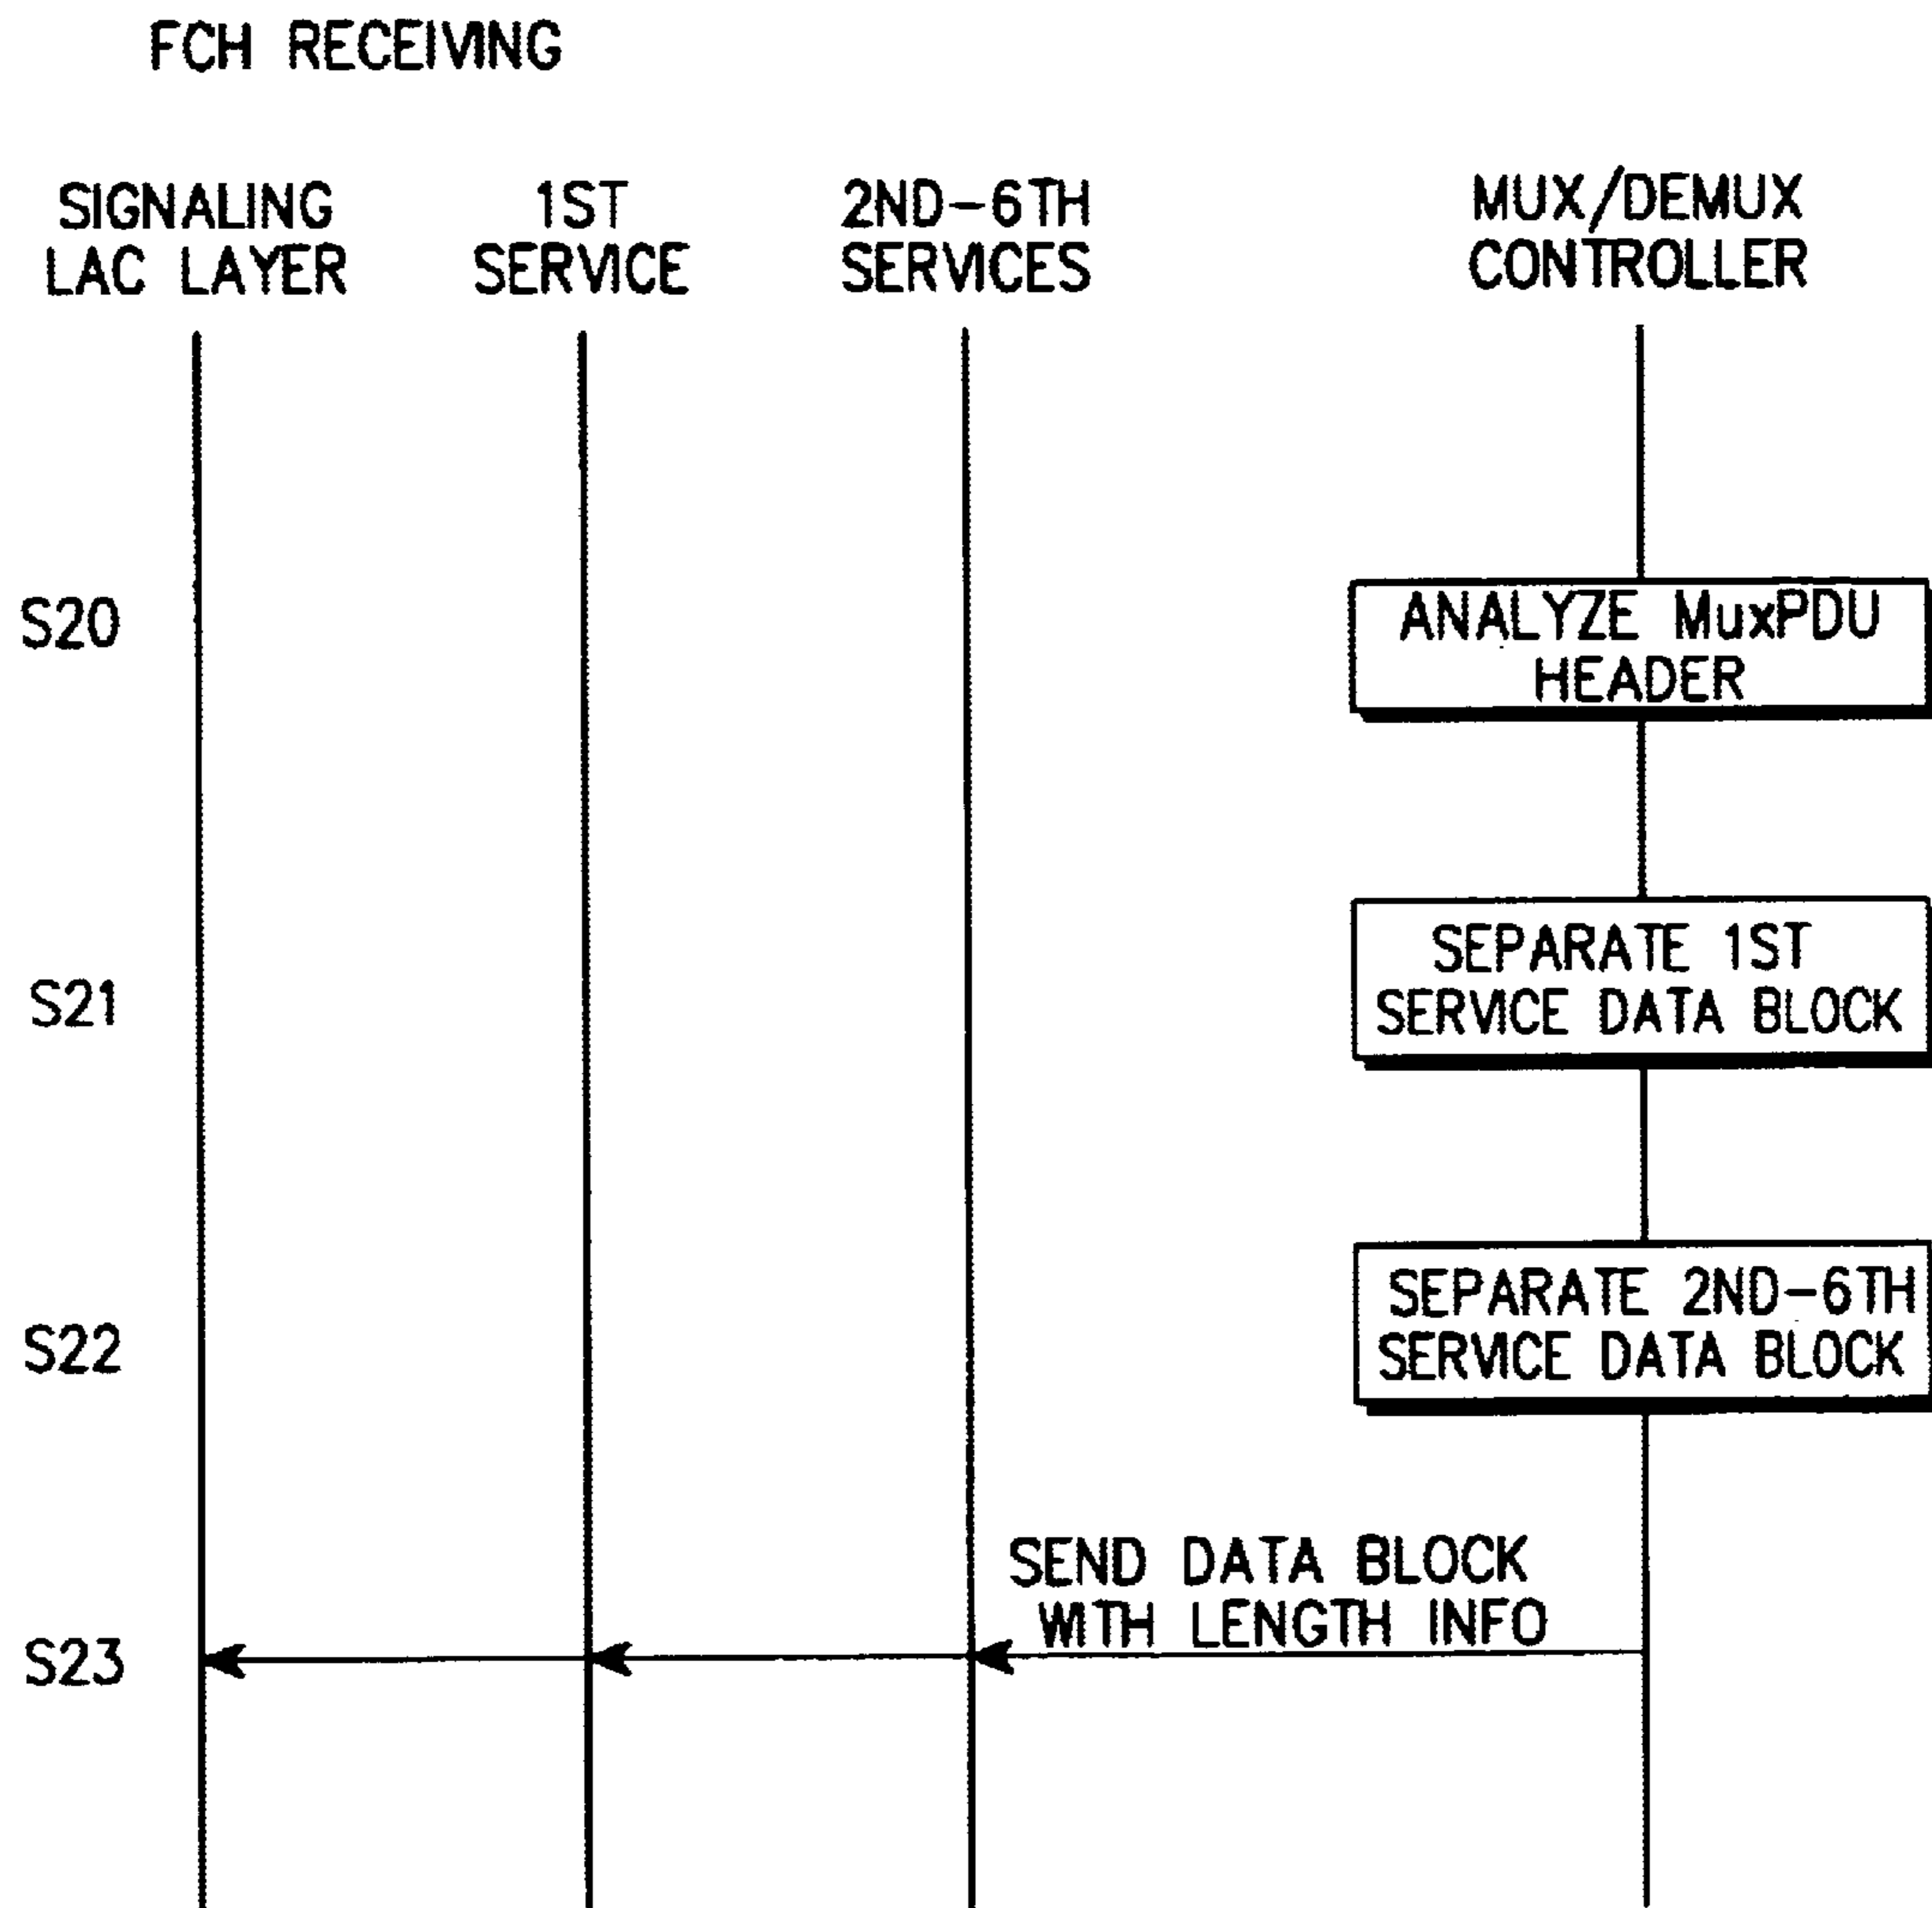 FCH RECEIVING
SIGNALING
LAC LAYER
1ST
SERVICE
2ND-6TH
SERVICES
MUX/DEMUX
CONTROLLER
S20
ANALYZE MuxPDU
HEADER
S21
SEPARATE 1ST
SERVICE DATA BLOCK
S22
SEPARATE 2ND-6TH
SERVICE DATA BLOCK
SEND DATA BLOCK
WITH LENGTH INFO
S23